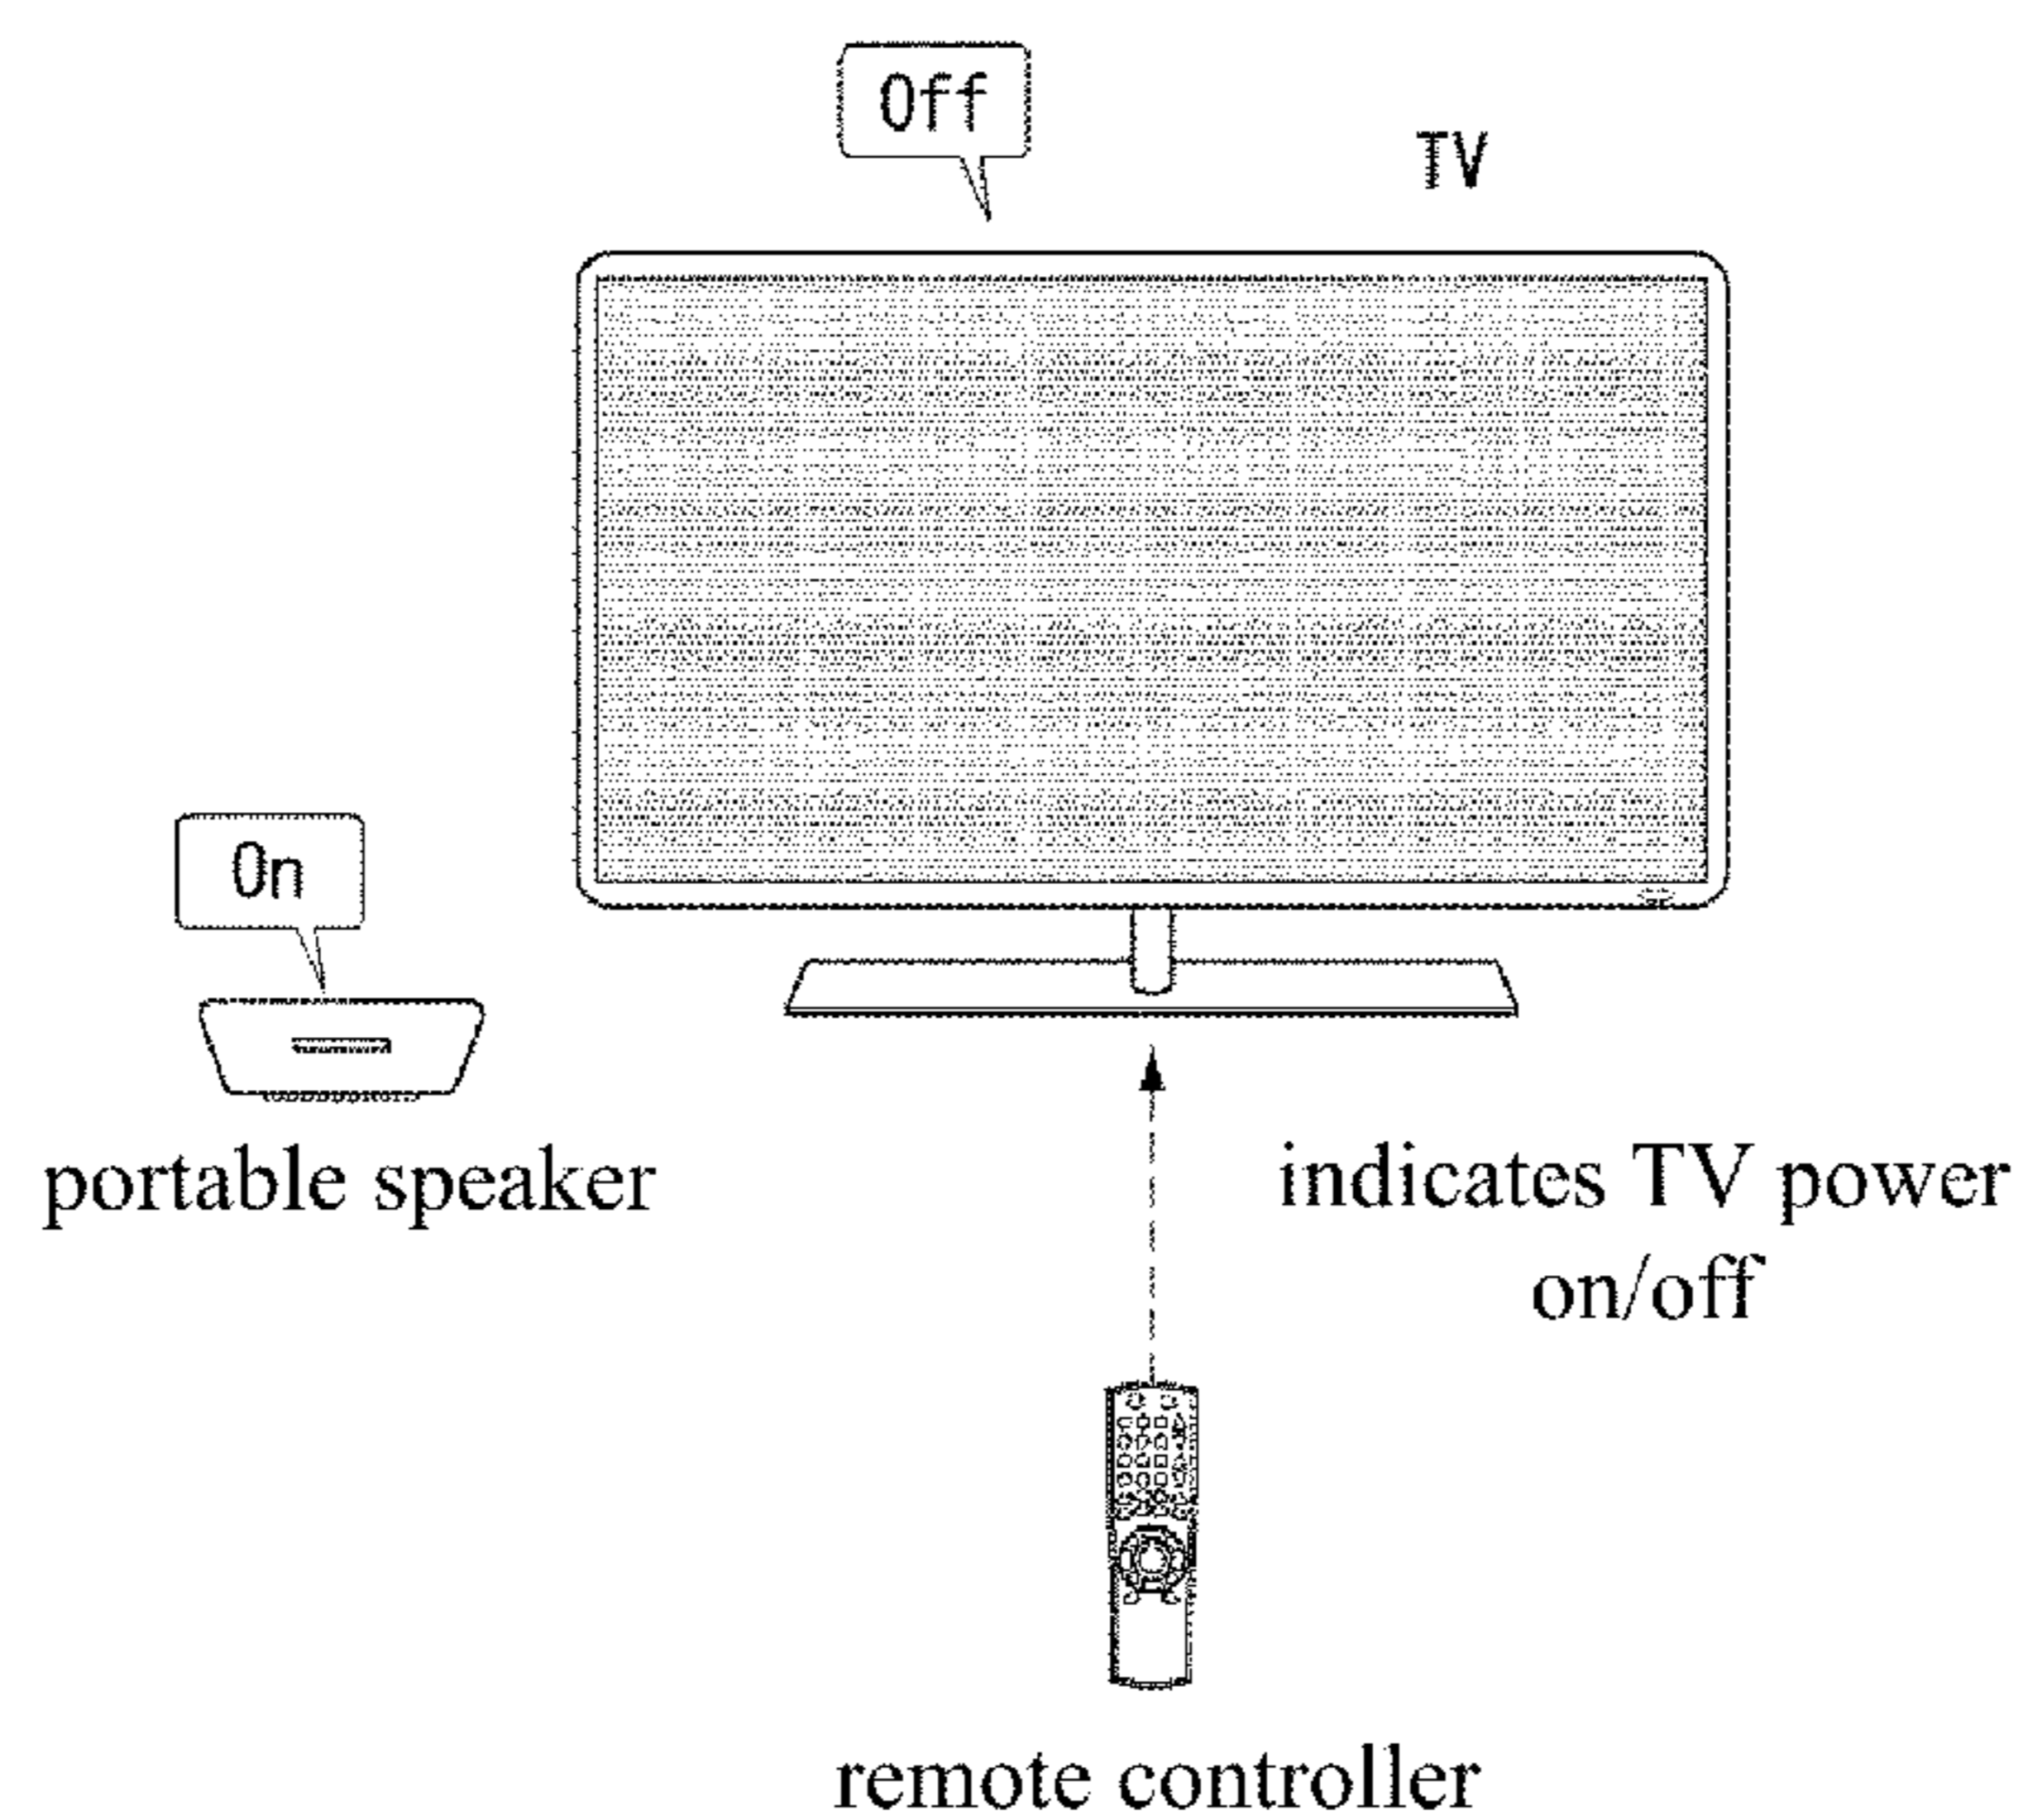 Off
TV
On
portable speaker
indicates TV power
on/off
remote controller